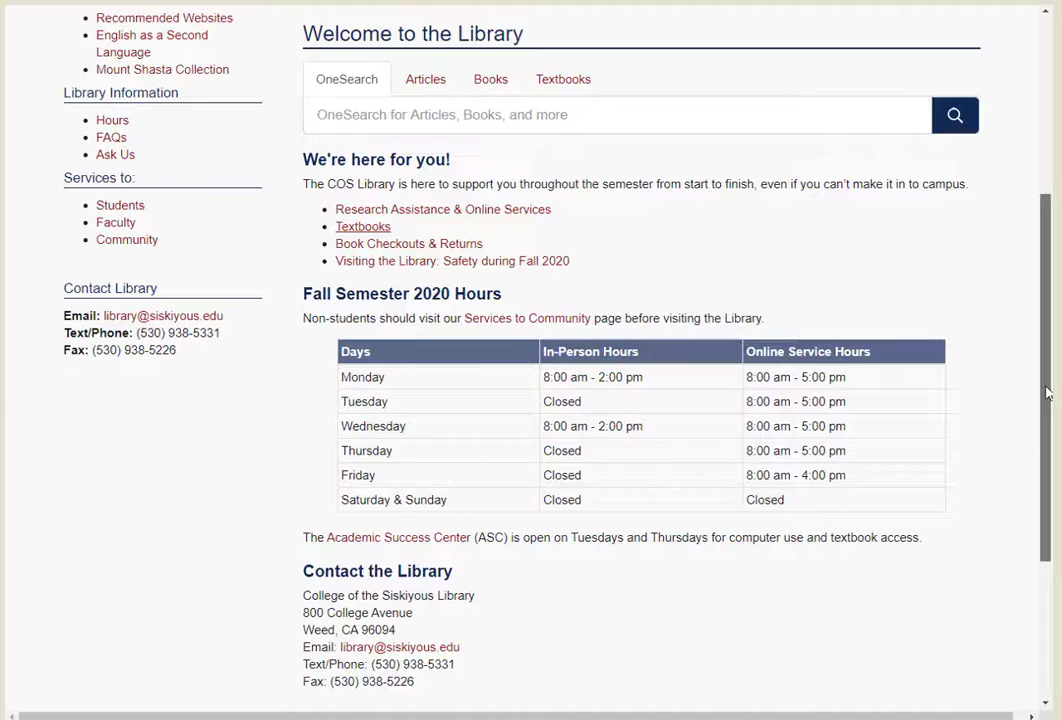 Recommended Websites
English as a Second
Language
Mount Shasta Collection
Library Information
Hours
FAQs
Ask Us
Services to:
Students
Faculty
Community
Contact Library
Email: library@siskiyous.edu
Text/Phone: (530) 938-5331
Fax: (530) 938-5226
Welcome to the Library
OneSearch Articles Books Textbooks
OneSearch for Articles, Books, and more
We're here for you!
The COS Library is here to support you throughout the semester from start to finish, even if you can't make it in to campus.
Research Assistance & Online Services
Textbooks
Book Checkouts & Returns
Visiting the Library: Safety during Fall 2020
Fall Semester 2020 Hours
Non-students should visit our Services to Community page before visiting the Library.
Days In-Person Hours Online Service Hours
Monday 8:00 am - 2:00 pm 8:00 am - 5:00 pm
Tuesday Closed 8:00 am - 5:00 pm
Wednesday 8:00 am - 2:00 pm 8:00 am - 5:00 pm
Thursday Closed 8:00 am - 5:00 pm
Friday Closed 8:00 am - 4:00 pm
Saturday & Sunday Closed Closed
The Academic Success Center (ASC) is open on Tuesdays and Thursdays for computer use and textbook access.
Contact the Library
College of the Siskiyous Library
800 College Avenue
Weed, CA 96094
Email: library@siskiyous.edu
Text/Phone: (530) 938-5331
Fax: (530) 938-5226